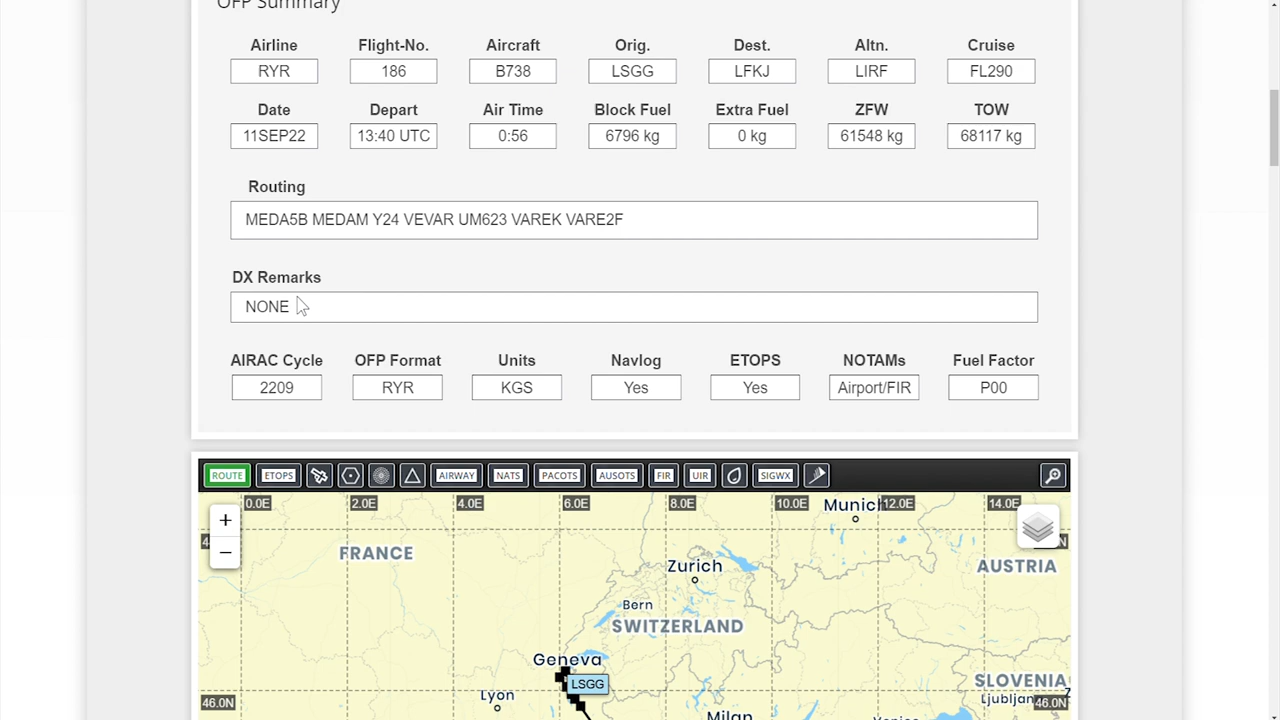 OFP Summary
Airline Flight-No. Aircraft Orig. Dest. Altn. Cruise
RYR 186 B738 LSGG LFKJ LIRF FL290
Date Depart Air Time Block Fuel Extra Fuel ZFW TOW
11SEP22 13:40 UTC 0:56 6796 kg 0 kg 61548 kg 68117 kg
Routing
MEDA5B MEDAM Y24 VEVAR UM623 VAREK VARE2F
DX Remarks
NONE
AIRAC Cycle OFP Format Units Navlog ETOPS NOTAMs Fuel Factor
2209 RYR KGS Yes Yes Airport/FIR P00
ROUTE ETOPS AIRWAY NATS PACOTS AUSOTS FIR UIR SIGWX
0.0E 2.0E 4.0E 6.0E 8.0E 10.0E 12.0E 14.0E
+
−
FRANCE
Zurich
AUSTRIA
Bern
SWITZERLAND
Geneva
LSGG
Lyon
SLOVENIA
46.0N
46.0N
Milan
Venice